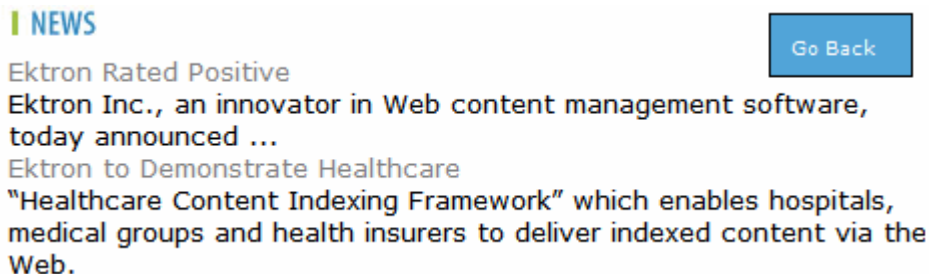 NEWS
Go Back
Ektron Rated Positive
Ektron Inc., an innovator in Web content management software,
today announced ...
Ektron to Demonstrate Healthcare
“Healthcare Content Indexing Framework” which enables hospitals,
medical groups and health insurers to deliver indexed content via the
Web.